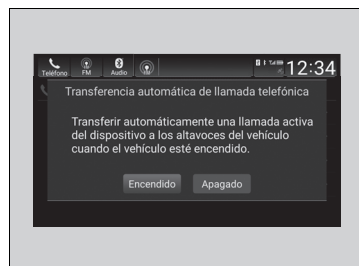 12:34
Teléfono FM Audio
Transferencia automática de llamada telefónica
Transferir automáticamente una llamada activa
del dispositivo a los altavoces del vehículo
cuando el vehículo esté encendido.
Encendido Apagado